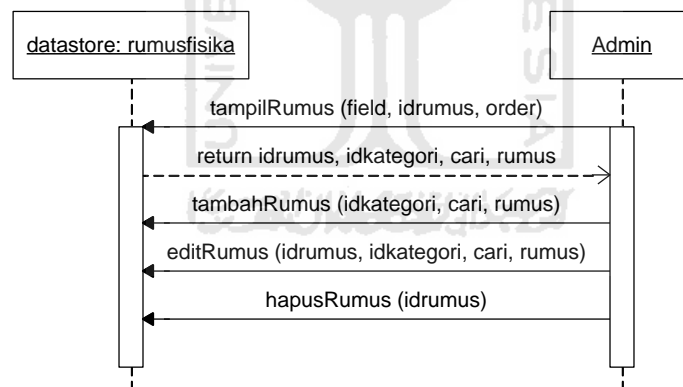 datastore: rumusfisika
Admin
tampilRumus (field, idrumus, order)
return idrumus, idkategori, cari, rumus
tambahRumus (idkategori, cari, rumus)
editRumus (idrumus, idkategori, cari, rumus)
hapusRumus (idrumus)